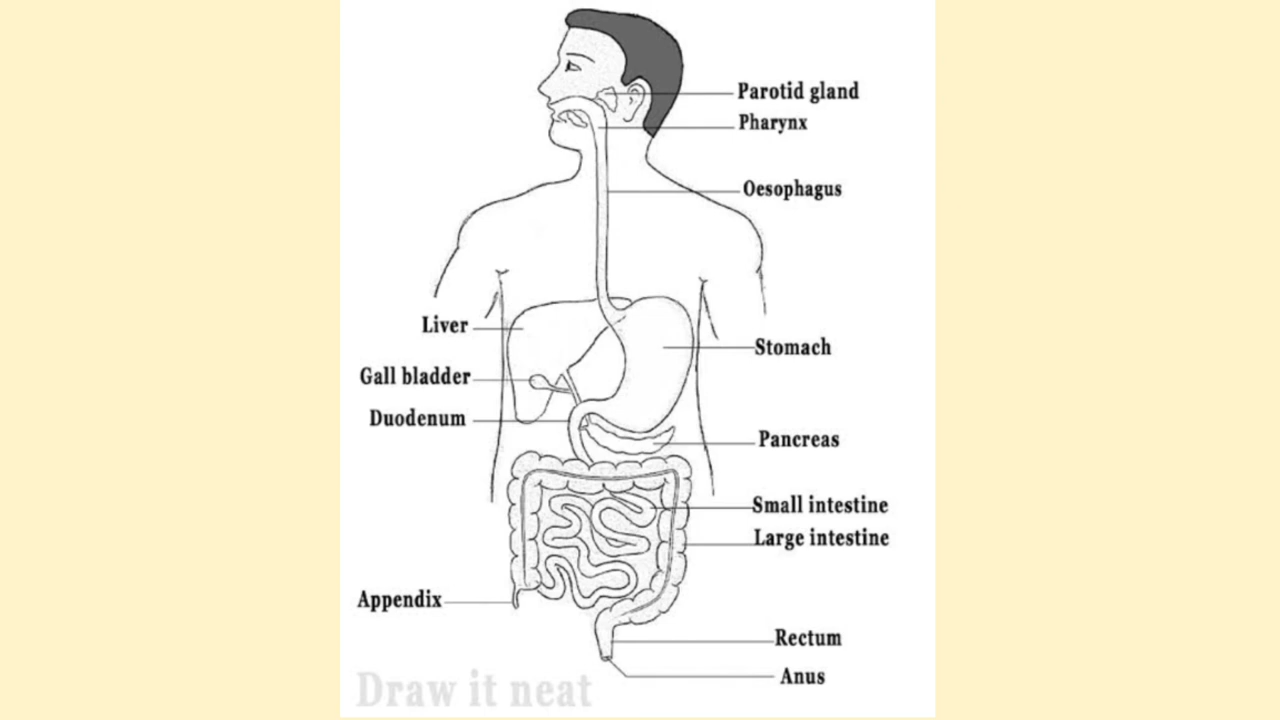 Parotid gland
Pharynx
Oesophagus
Liver
Stomach
Gall bladder
Duodenum
Pancreas
Small intestine
Large intestine
Appendix
Rectum
Anus
Draw it neat